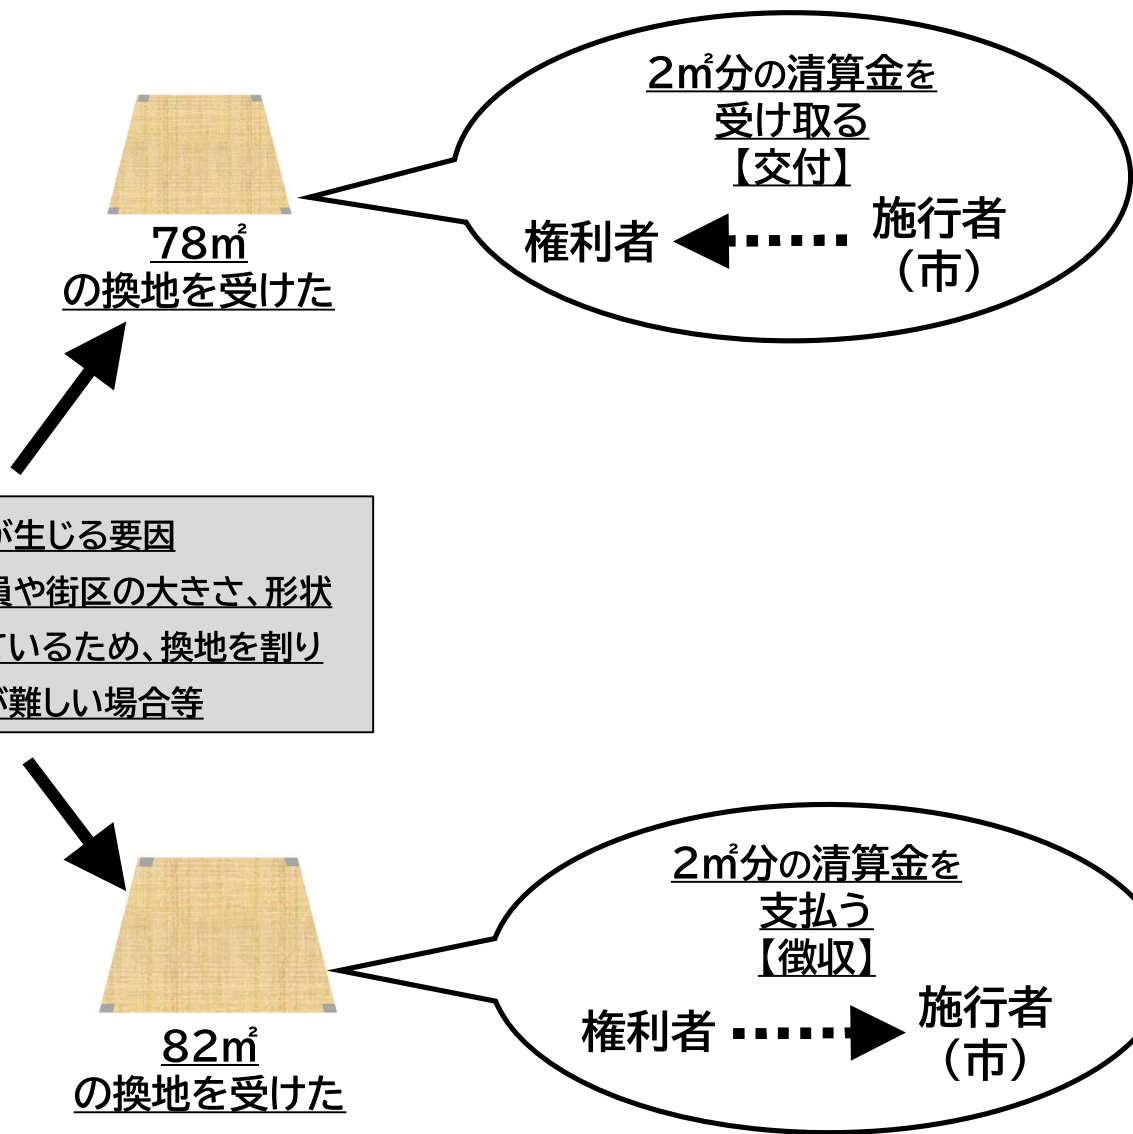 2㎡分の清算金を
受け取る
【交付】
権利者
施行者
（市）
78㎡
の換地を受けた
が生じる要因
員や街区の大きさ、形状
ているため、換地を割り
が難しい場合等
2㎡分の清算金を
支払う
【徴収】
権利者
施行者
（市）
82㎡
の換地を受けた